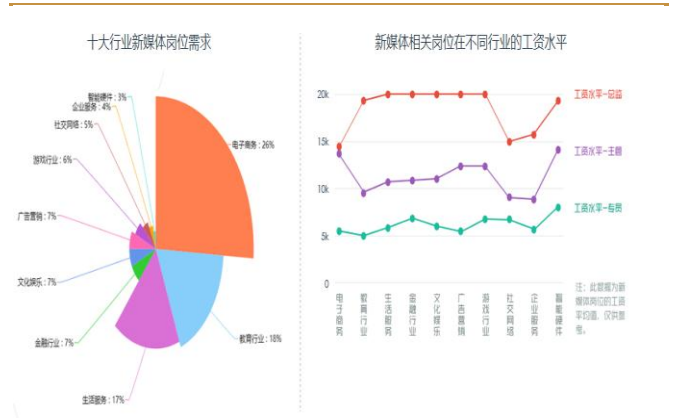 十大行业新媒体岗位需求
新媒体相关岗位在不同行业的工资水平
智能硬件：3%
企业服务：4%
社交网络：5%
游戏行业：6%
广告营销：7%
文化娱乐：7%
金融行业：7%
生活服务：17%
教育行业：18%
电子商务：26%
20k
15k
10k
5k
0
工资水平-总监
工资水平-主管
工资水平-专员
电子商务
教育行业
生活服务
金融行业
文化娱乐
广告营销
游戏行业
社交网络
企业服务
智能硬件
注：此数据为新
媒体岗位的工资
平均值，仅供参
考。